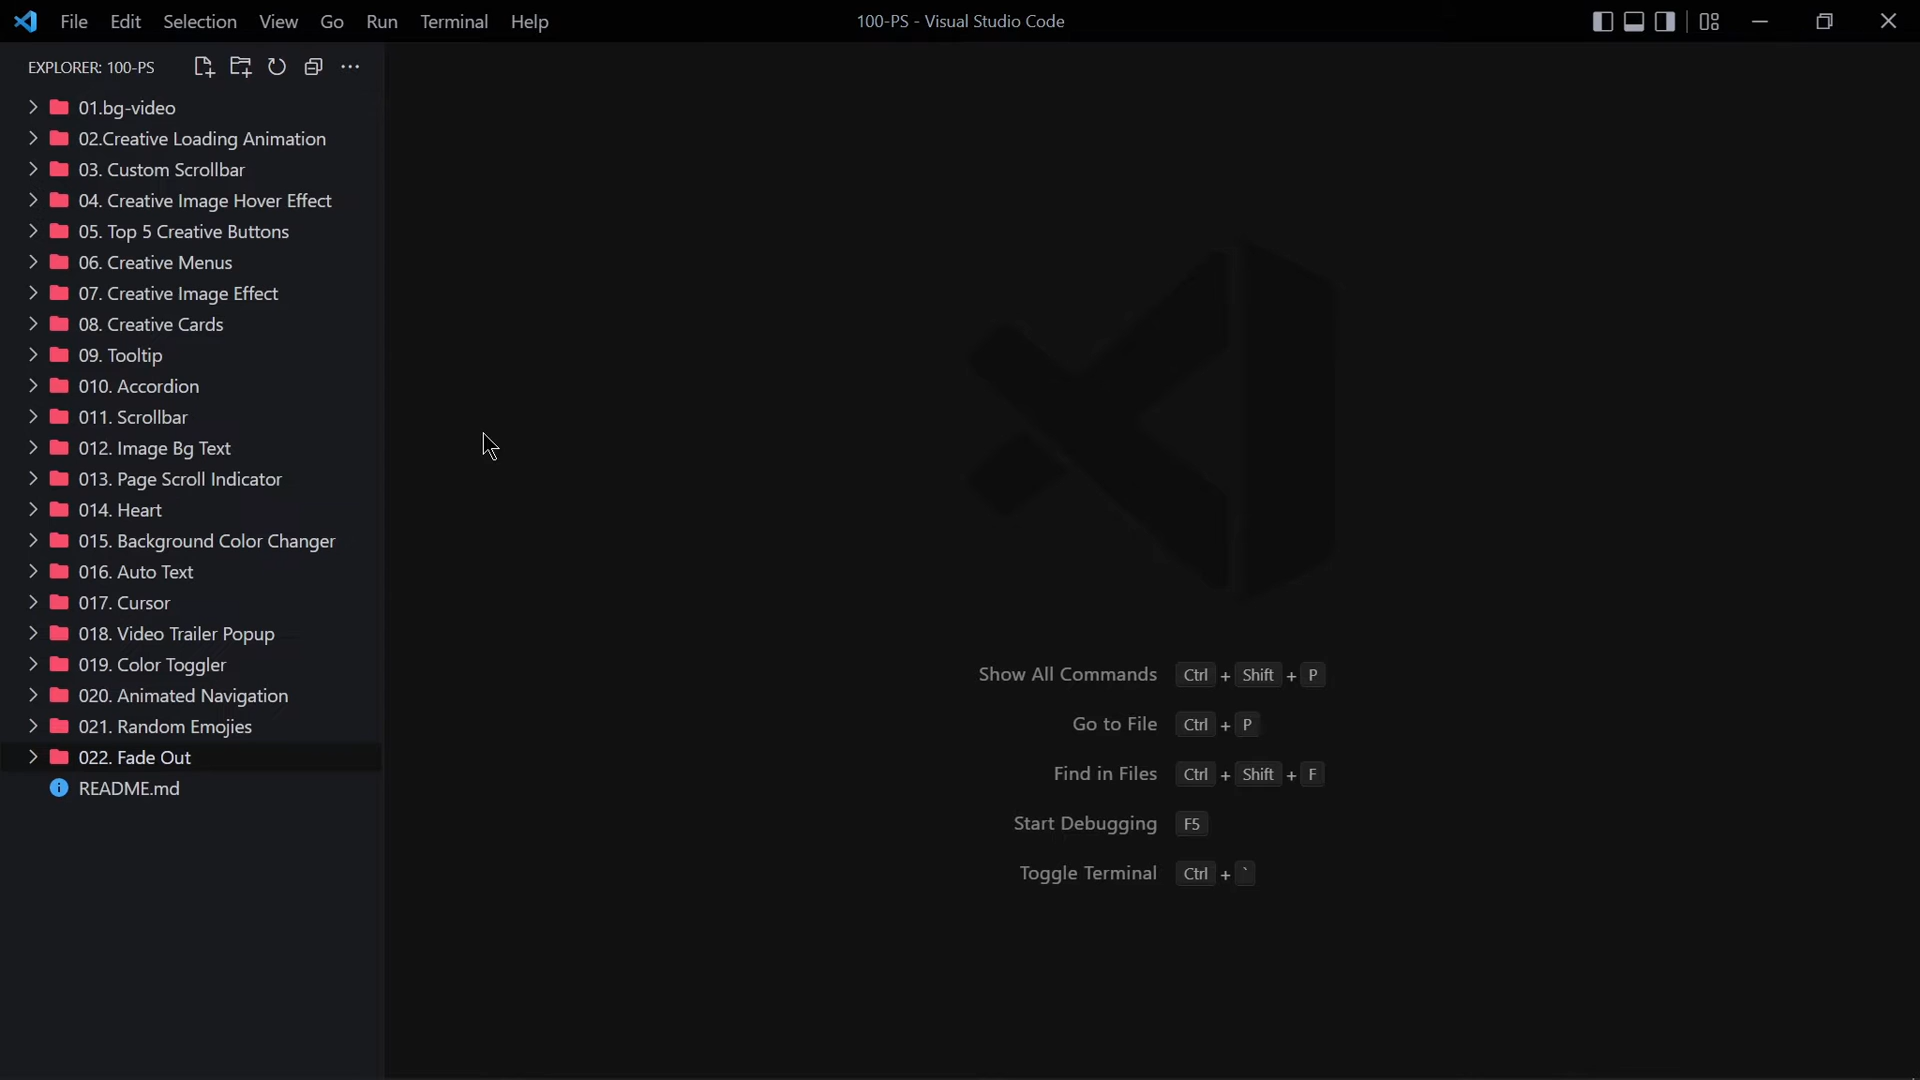 File Edit Selection View Go Run Terminal Help 100-PS - Visual Studio Code
EXPLORER: 100-PS
01.bg-video
02.Creative Loading Animation
03. Custom Scrollbar
04. Creative Image Hover Effect
05. Top 5 Creative Buttons
06. Creative Menus
07. Creative Image Effect
08. Creative Cards
09. Tooltip
010. Accordion
011. Scrollbar
012. Image Bg Text
013. Page Scroll Indicator
014. Heart
015. Background Color Changer
016. Auto Text
017. Cursor
018. Video Trailer Popup
019. Color Toggler
020. Animated Navigation
021. Random Emojies
022. Fade Out
README.md
Show All Commands Ctrl + Shift + P
Go to File Ctrl + P
Find in Files Ctrl + Shift + F
Start Debugging F5
Toggle Terminal Ctrl + `